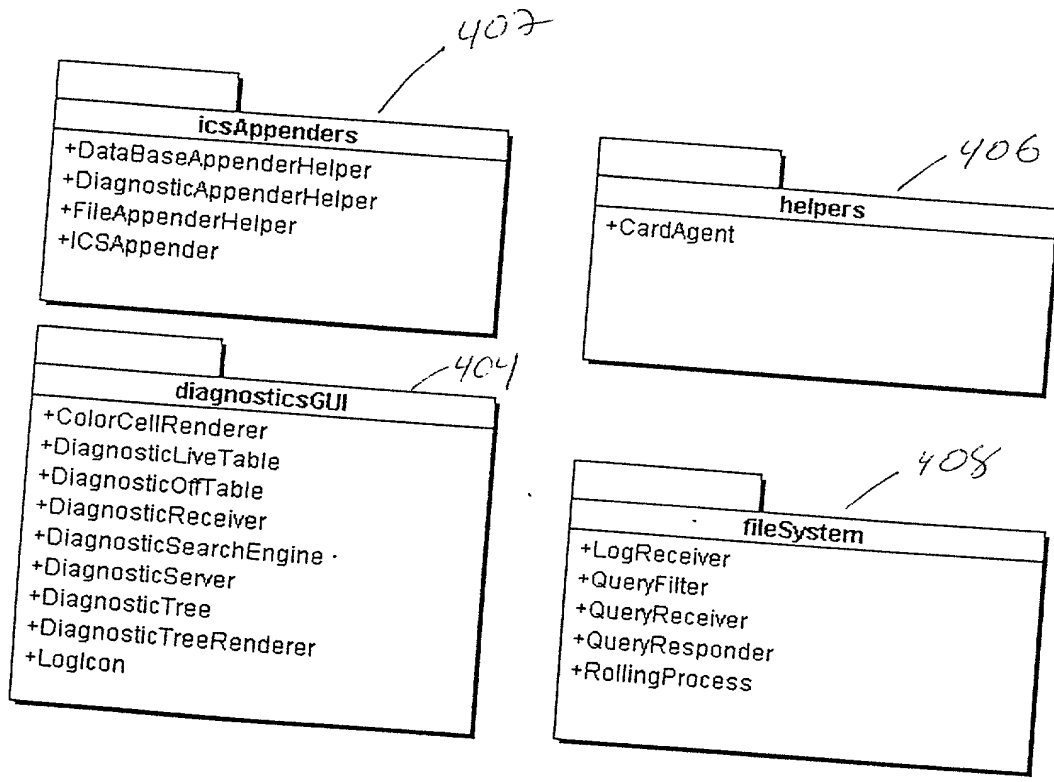 407
icsAppenders
+DataBaseAppenderHelper
+DiagnosticAppenderHelper
+FileAppenderHelper
+ICSAppender
406
helpers
+CardAgent
404
diagnosticsGUI
+ColorCellRenderer
+DiagnosticLiveTable
+DiagnosticOffTable
+DiagnosticReceiver
+DiagnosticSearchEngine
+DiagnosticServer
+DiagnosticTree
+DiagnosticTreeRenderer
+LogIcon
408
fileSystem
+LogReceiver
+QueryFilter
+QueryReceiver
+QueryResponder
+RollingProcess